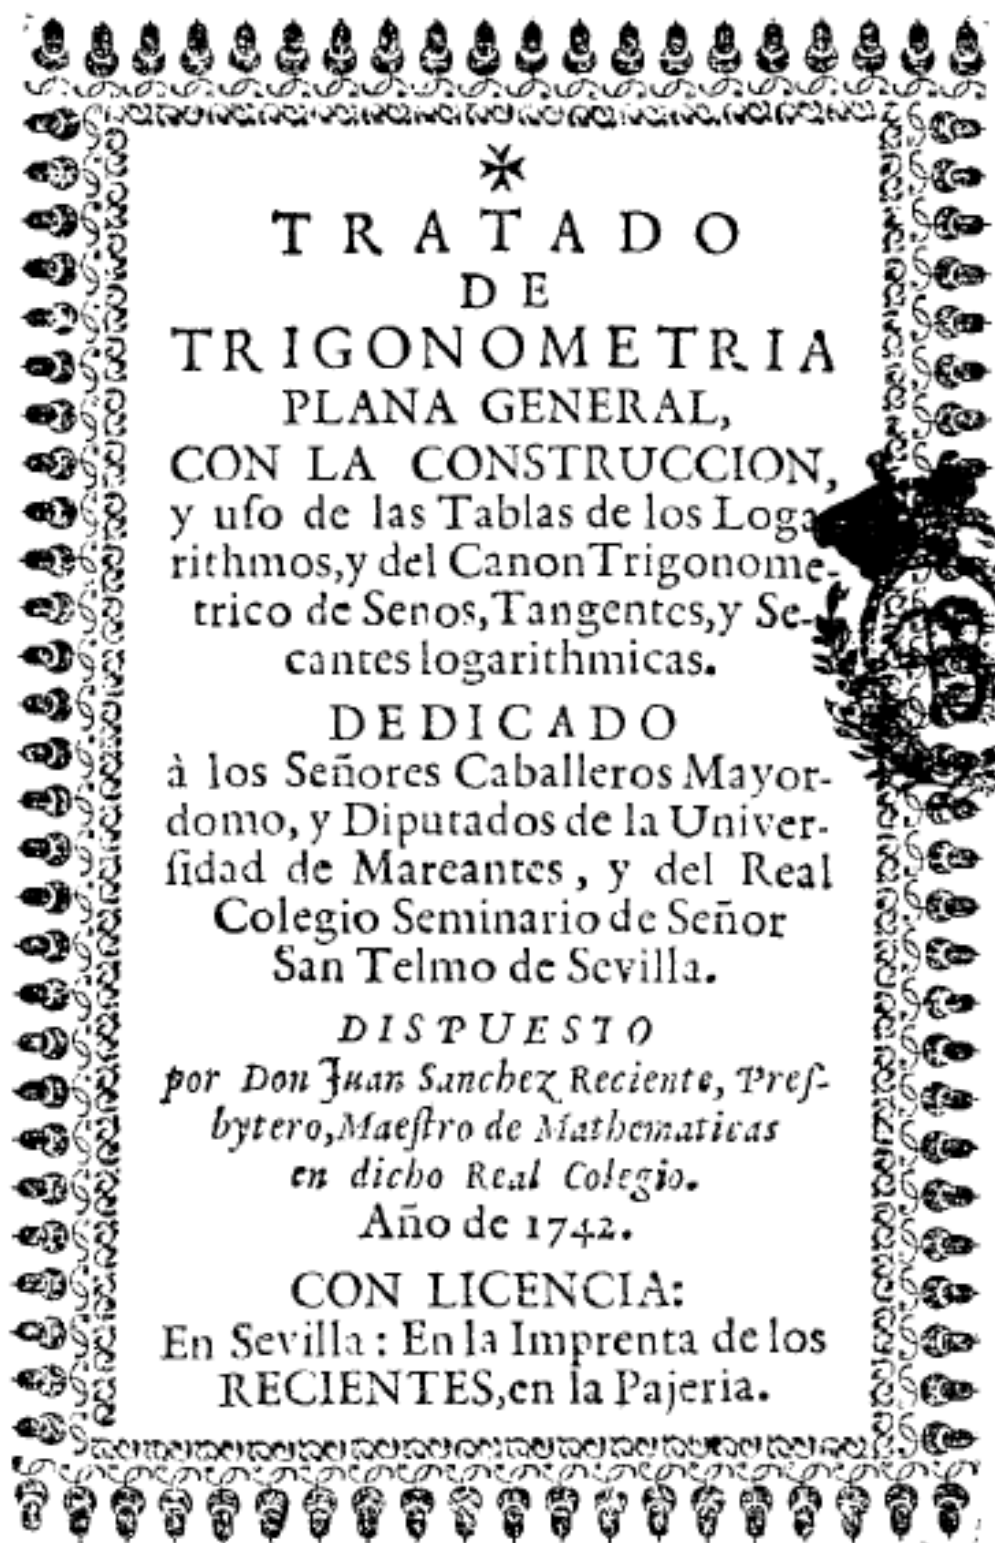 TRATADO
DE
TRIGONOMETRIA
PLANA GENERAL,
CON LA CONSTRUCCION,
y uſo de las Tablas de los Loga
rithmos,y del Canon Trigonome-
trico de Senos, Tangentes,y Se-
cantes logarithmicas.
DEDICADO
à los Señores Caballeros Mayor-
domo, y Diputados de la Univer-
ſidad de Mareantes, y del Real
Colegio Seminario de Señor
San Telmo de Sevilla.
DISPUESTO
por Don Juan Sanchez Reciente, Preſ-
bytero, Maeſtro de Mathematicas
en dicho Real Colegio.
Año de 1742.
CON LICENCIA:
En Sevilla: En la Imprenta de los
RECIENTES,en la Pajeria.